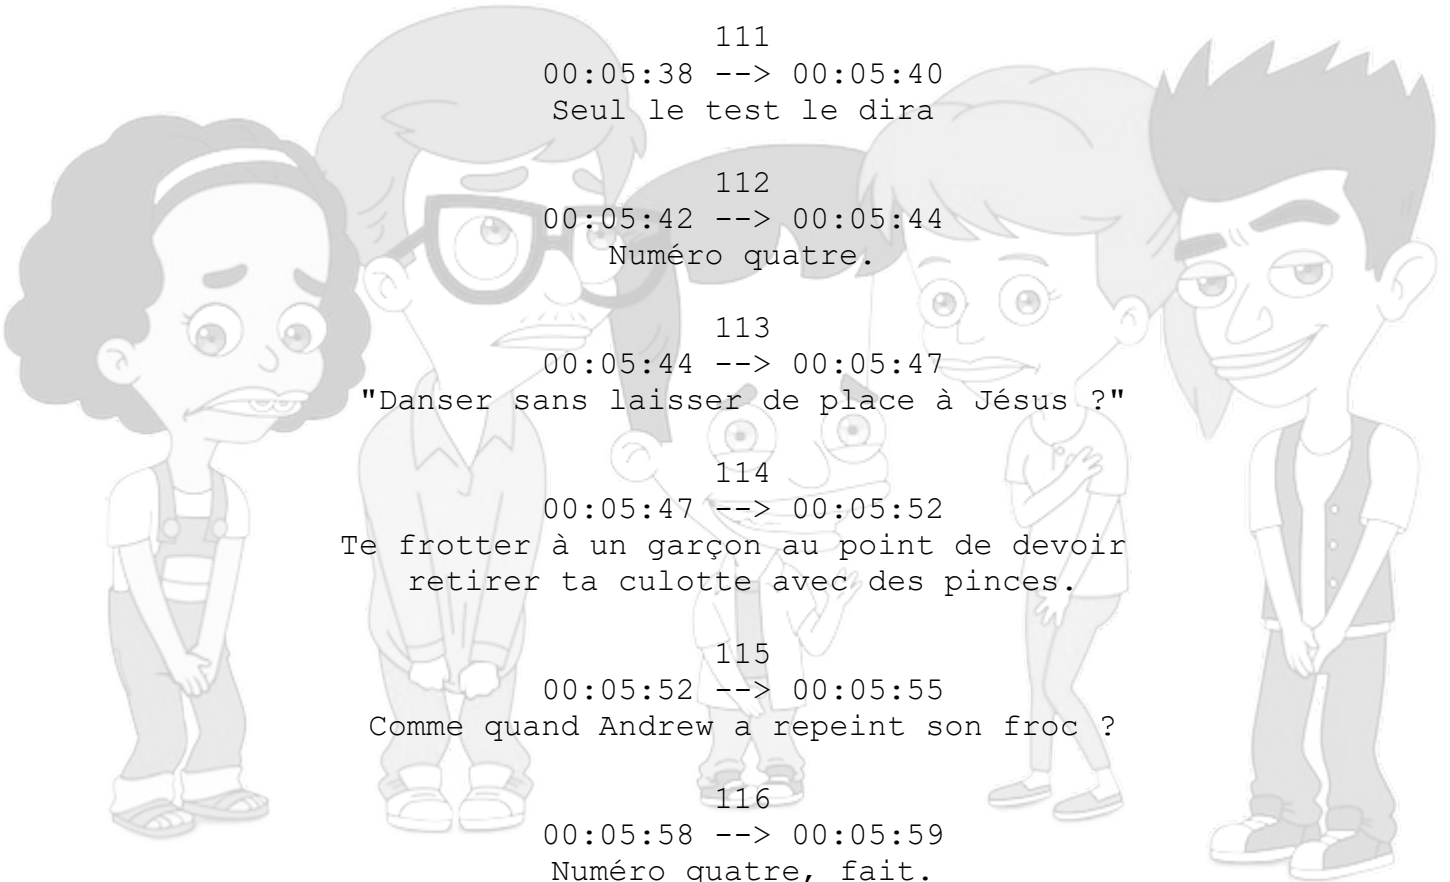 111
00:05:38 --> 00:05:40
Seul le test le dira
112
00:05:42 --> 00:05:44
Numéro quatre.
113
00:05:44 --> 00:05:47
"Danser sans laisser de place à Jésus ?"
114
00:05:47 --> 00:05:52
Te frotter à un garçon au point de devoir
retirer ta culotte avec des pinces.
115
00:05:52 --> 00:05:55
Comme quand Andrew a repeint son froc ?
116
00:05:58 --> 00:05:59
Numéro quatre, fait.